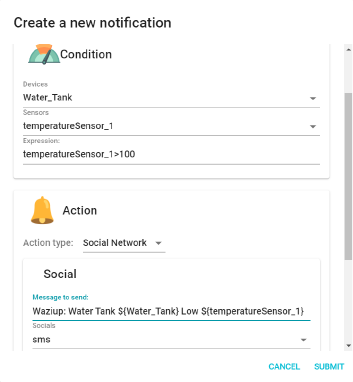 Create a new notification
Condition
Devices
Water_Tank
Sensors
temperatureSensor_1
Expression:
temperatureSensor_1>100
Action
Action type: Social Network
Social
Message to send:
Waziup: Water Tank ${Water_Tank} Low ${temperatureSensor_1}
Socials
sms
CANCEL SUBMIT